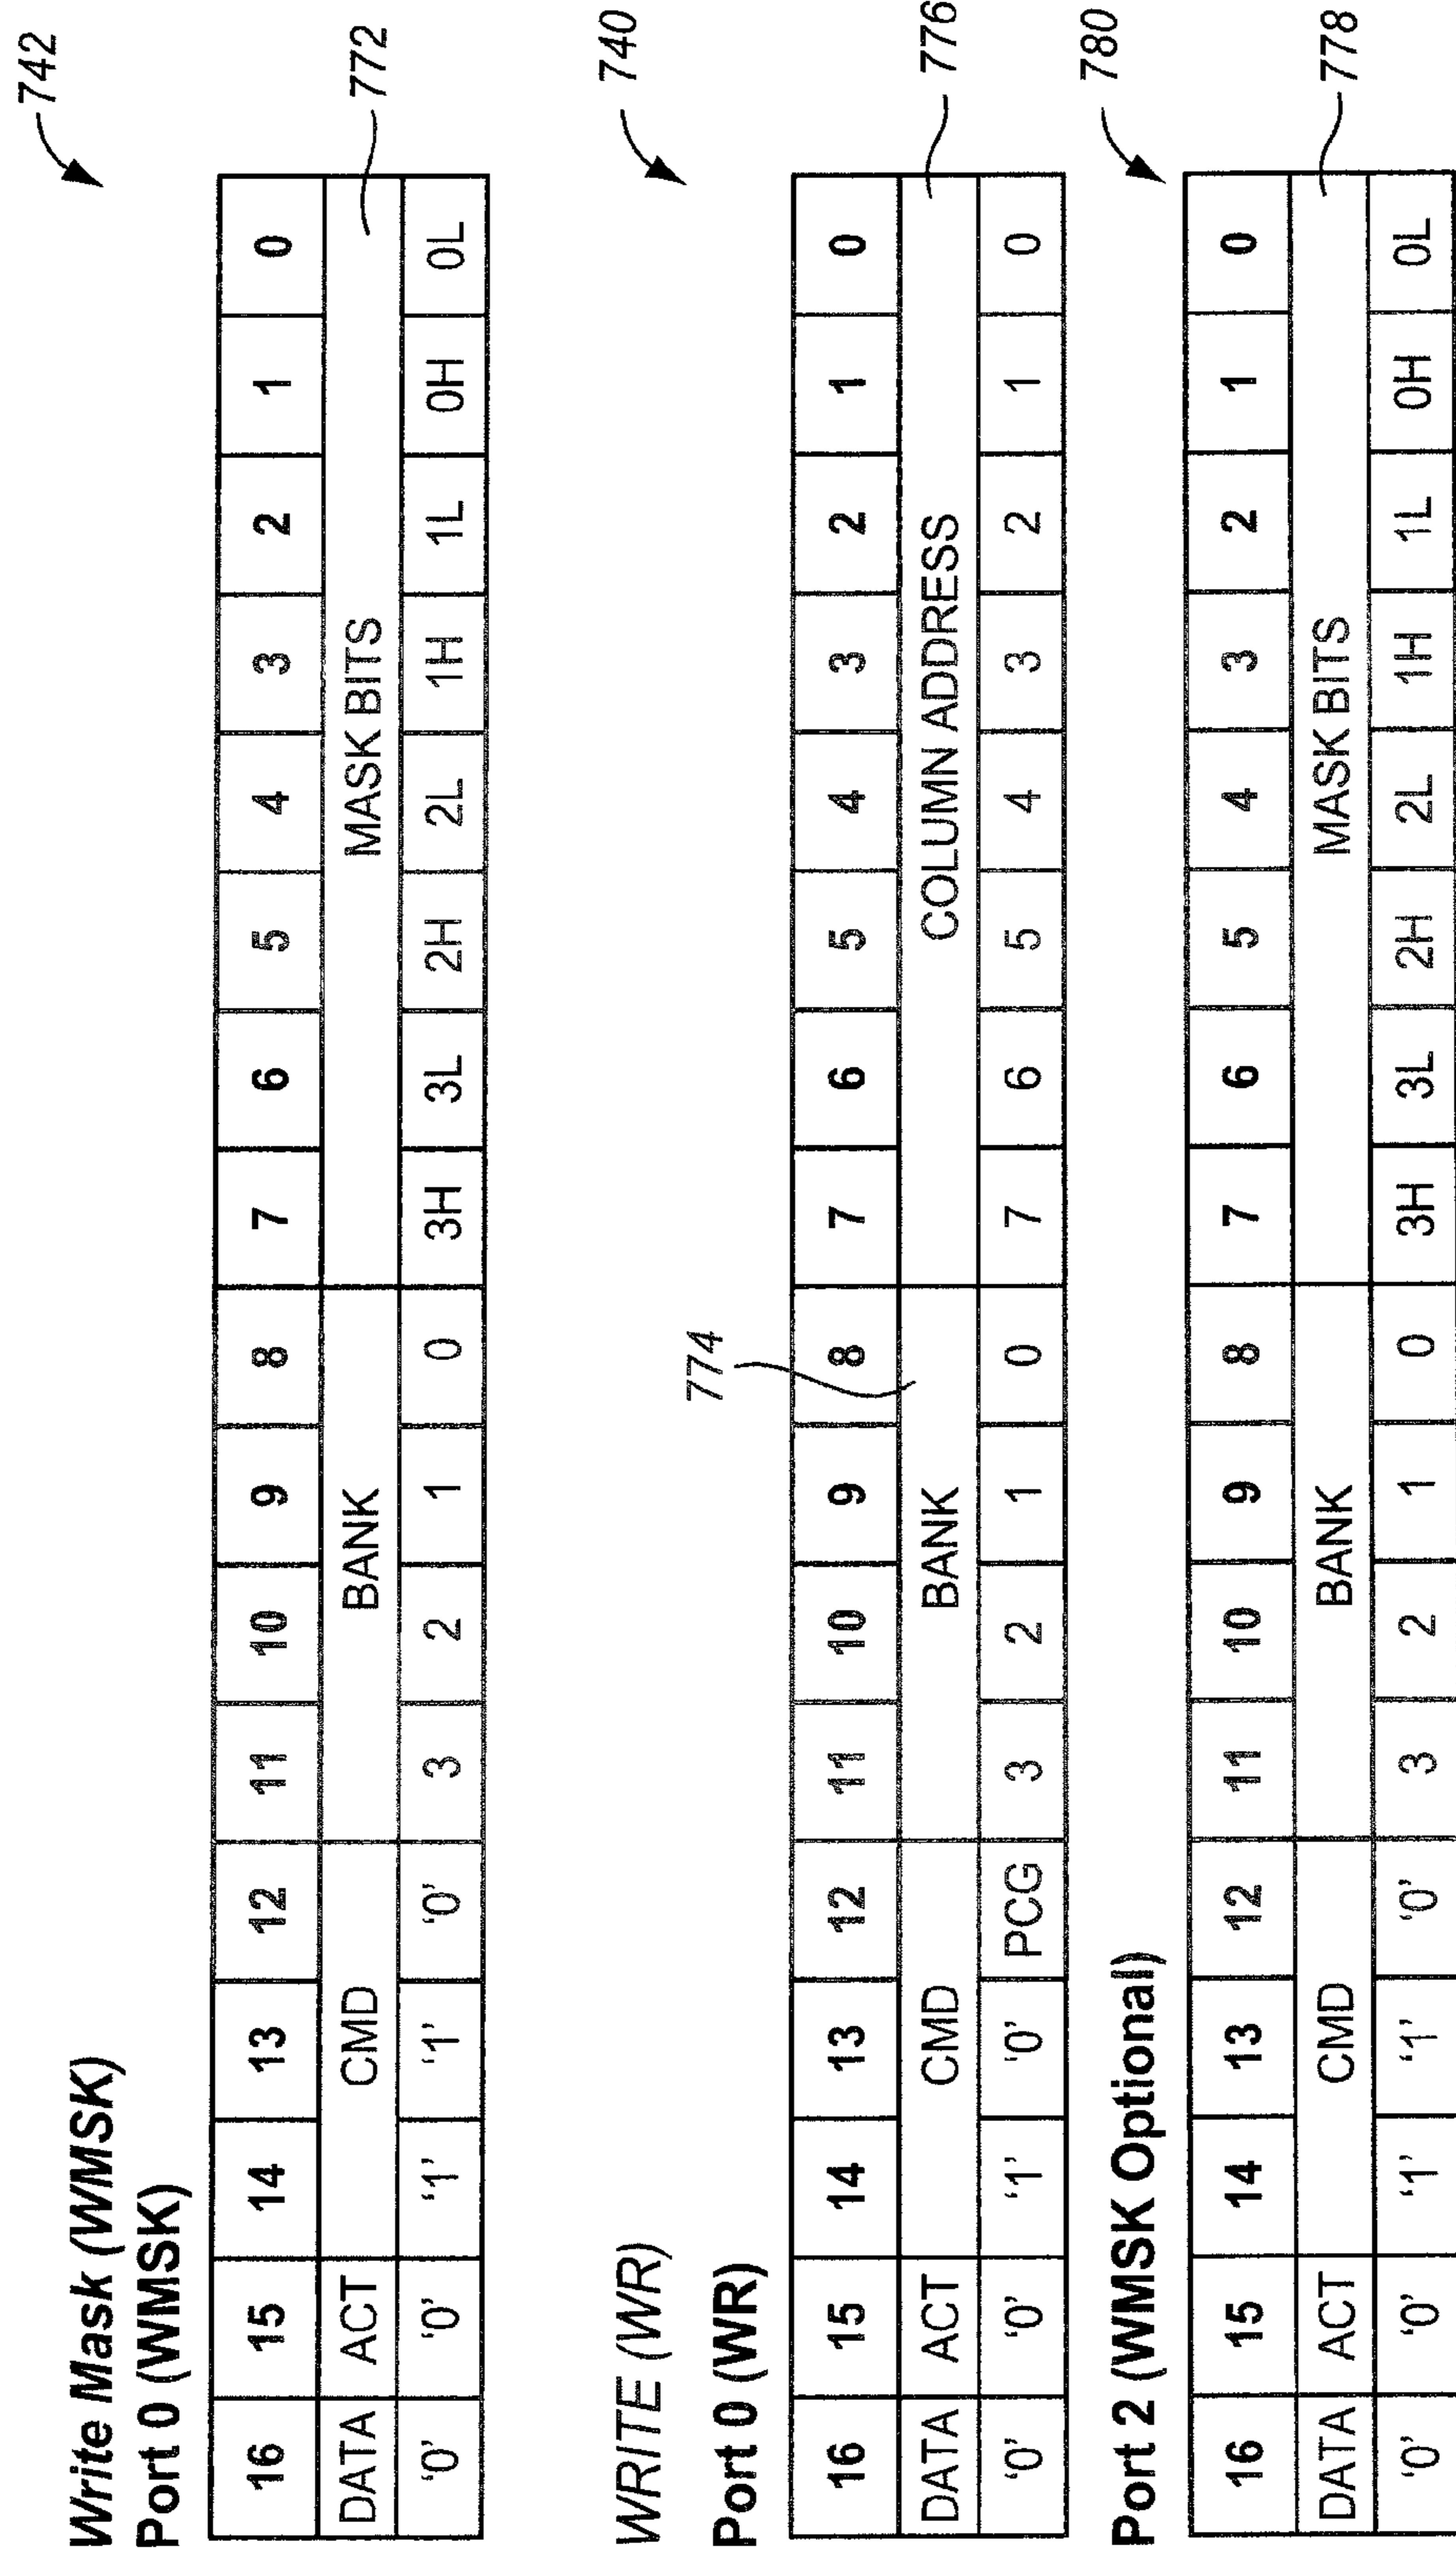 742
Write Mask (WMSK)
Port 0 (WMSK)
16 15 14 13 12 11 10 9 8 7 6 5 4 3 2 1 0
DATA ACT CMD BANK MASK BITS
772
'0' '0' '1' '1' '0' 3 2 1 0 3H 3L 2H 2L 1H 1L 0H 0L
740
WRITE (WR)
774
Port 0 (WR)
16 15 14 13 12 11 10 9 8 7 6 5 4 3 2 1 0
DATA ACT CMD BANK COLUMN ADDRESS
776
'0' '0' '1' '0' PCG 3 2 1 0 7 6 5 4 3 2 1 0
780
Port 2 (WMSK Optional)
16 15 14 13 12 11 10 9 8 7 6 5 4 3 2 1 0
DATA ACT CMD BANK MASK BITS
778
'0' '0' '1' '1' '0' 3 2 1 0 3H 3L 2H 2L 1H 1L 0H 0L